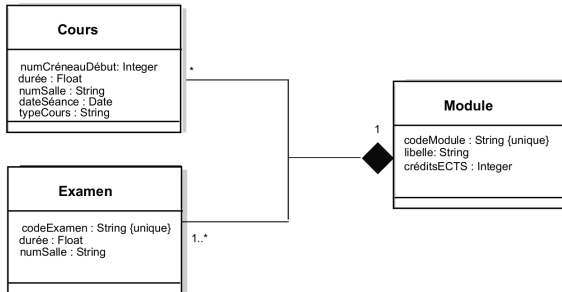 Cours
numCréneauDébut: Integer
durée : Float
numSalle : String
dateSéance : Date
typeCours : String
*
Module
1
codeModule : String {unique}
libelle: String
créditsECTS : Integer
Examen
codeExamen : String {unique}
durée : Float
numSalle : String
1..*